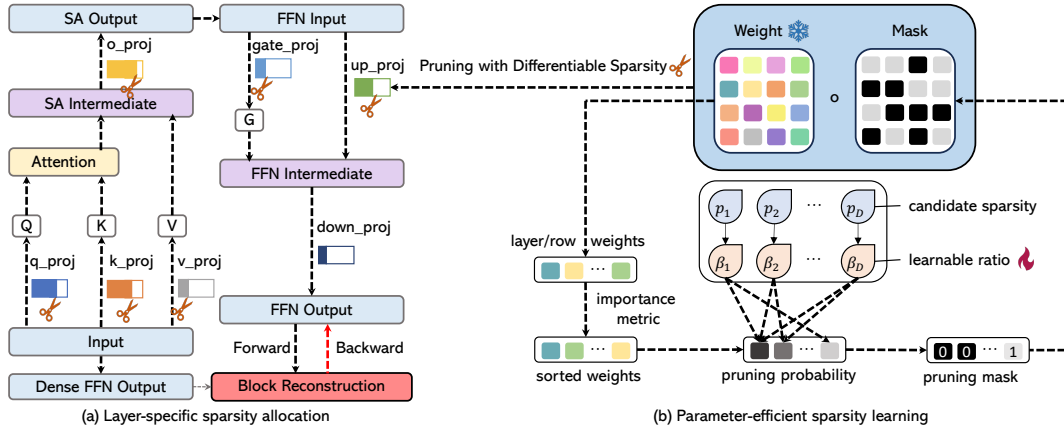 SA Output
FFN Input
o_proj
gate_proj
up_proj
SA Intermediate
G
Attention
FFN Intermediate
Q
K
V
down_proj
q_proj
k_proj
v_proj
FFN Output
Input
Forward
Backward
Dense FFN Output
Block Reconstruction
(a) Layer-specific sparsity allocation
Pruning with Differentiable Sparsity
Weight
Mask
o
p₁
p₂
...
p_D
candidate sparsity
β₁
β₂
...
β_D
learnable ratio
layer/row weights
...
importance
metric
...
sorted weights
...
pruning probability
0 0 ... 1
pruning mask
(b) Parameter-efficient sparsity learning